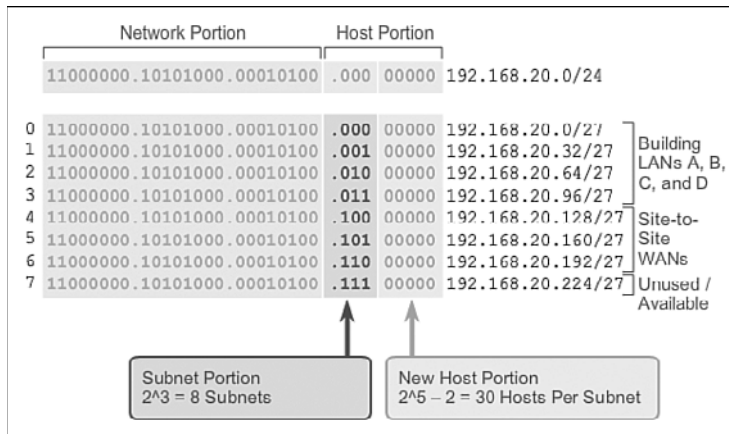 Network Portion Host Portion
11000000.10101000.00010100 .000 00000 192.168.20.0/24
0 11000000.10101000.00010100 .000 00000 192.168.20.0/27
1 11000000.10101000.00010100 .001 00000 192.168.20.32/27
2 11000000.10101000.00010100 .010 00000 192.168.20.64/27
3 11000000.10101000.00010100 .011 00000 192.168.20.96/27
Building
LANs A, B,
C, and D
4 11000000.10101000.00010100 .100 00000 192.168.20.128/27
5 11000000.10101000.00010100 .101 00000 192.168.20.160/27
6 11000000.10101000.00010100 .110 00000 192.168.20.192/27
Site-to-
Site
WANs
7 11000000.10101000.00010100 .111 00000 192.168.20.224/27
Unused /
Available
Subnet Portion
2^3 = 8 Subnets
New Host Portion
2^5 – 2 = 30 Hosts Per Subnet